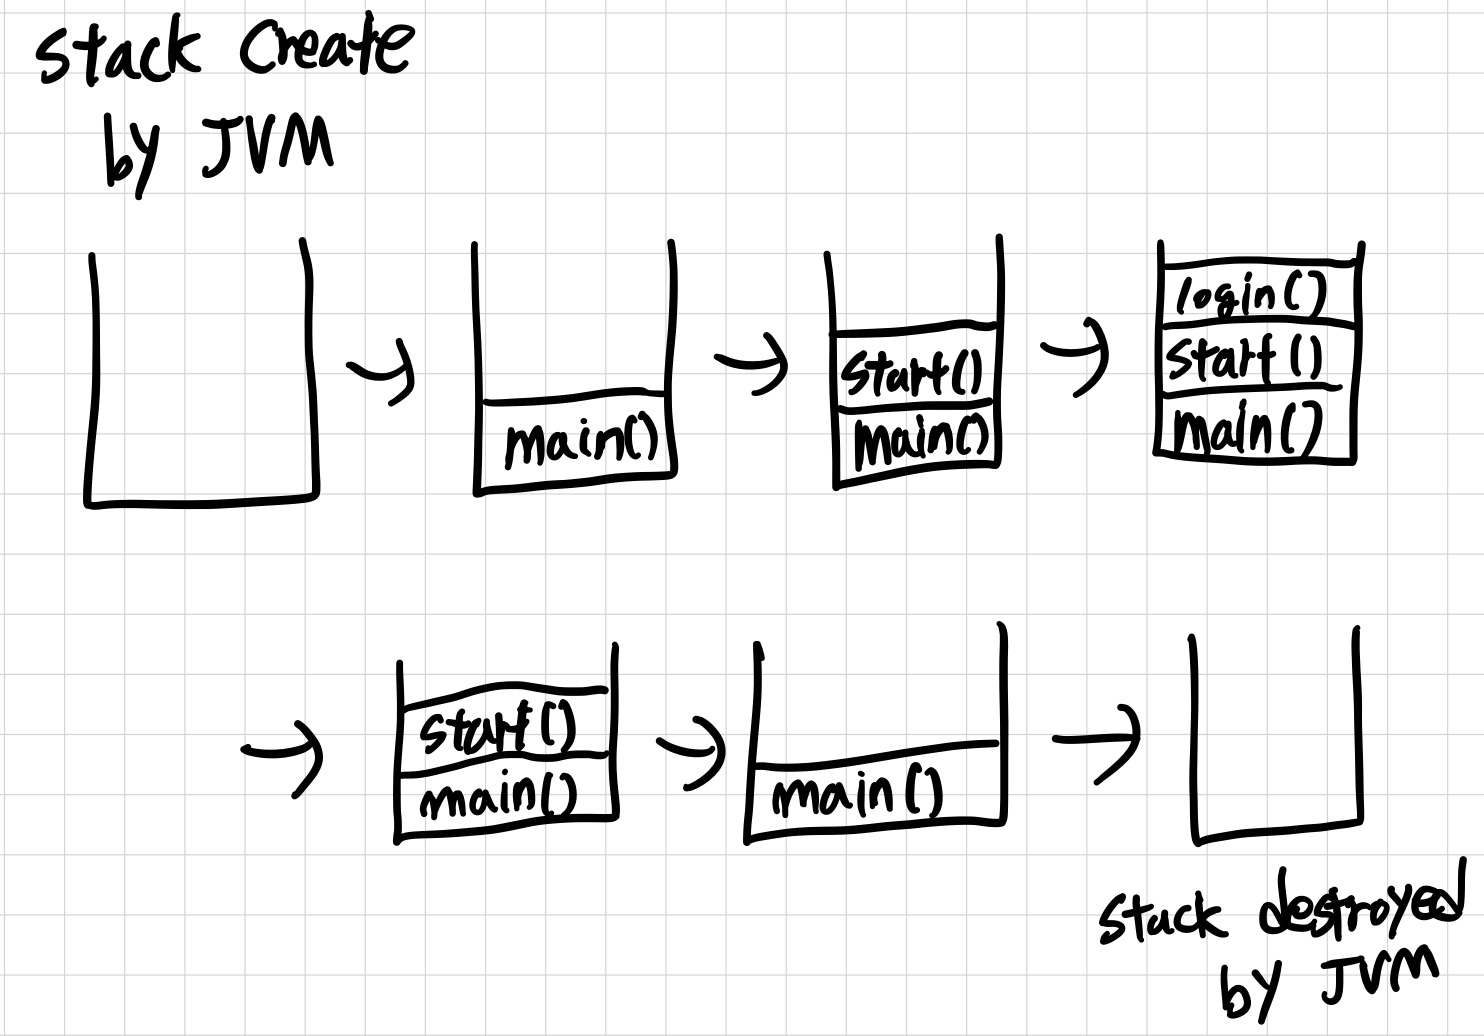 stack Create
by JVM
main()
start()
main()
login()
start()
main()
start()
main()
main()
stack destroyed
by JVM